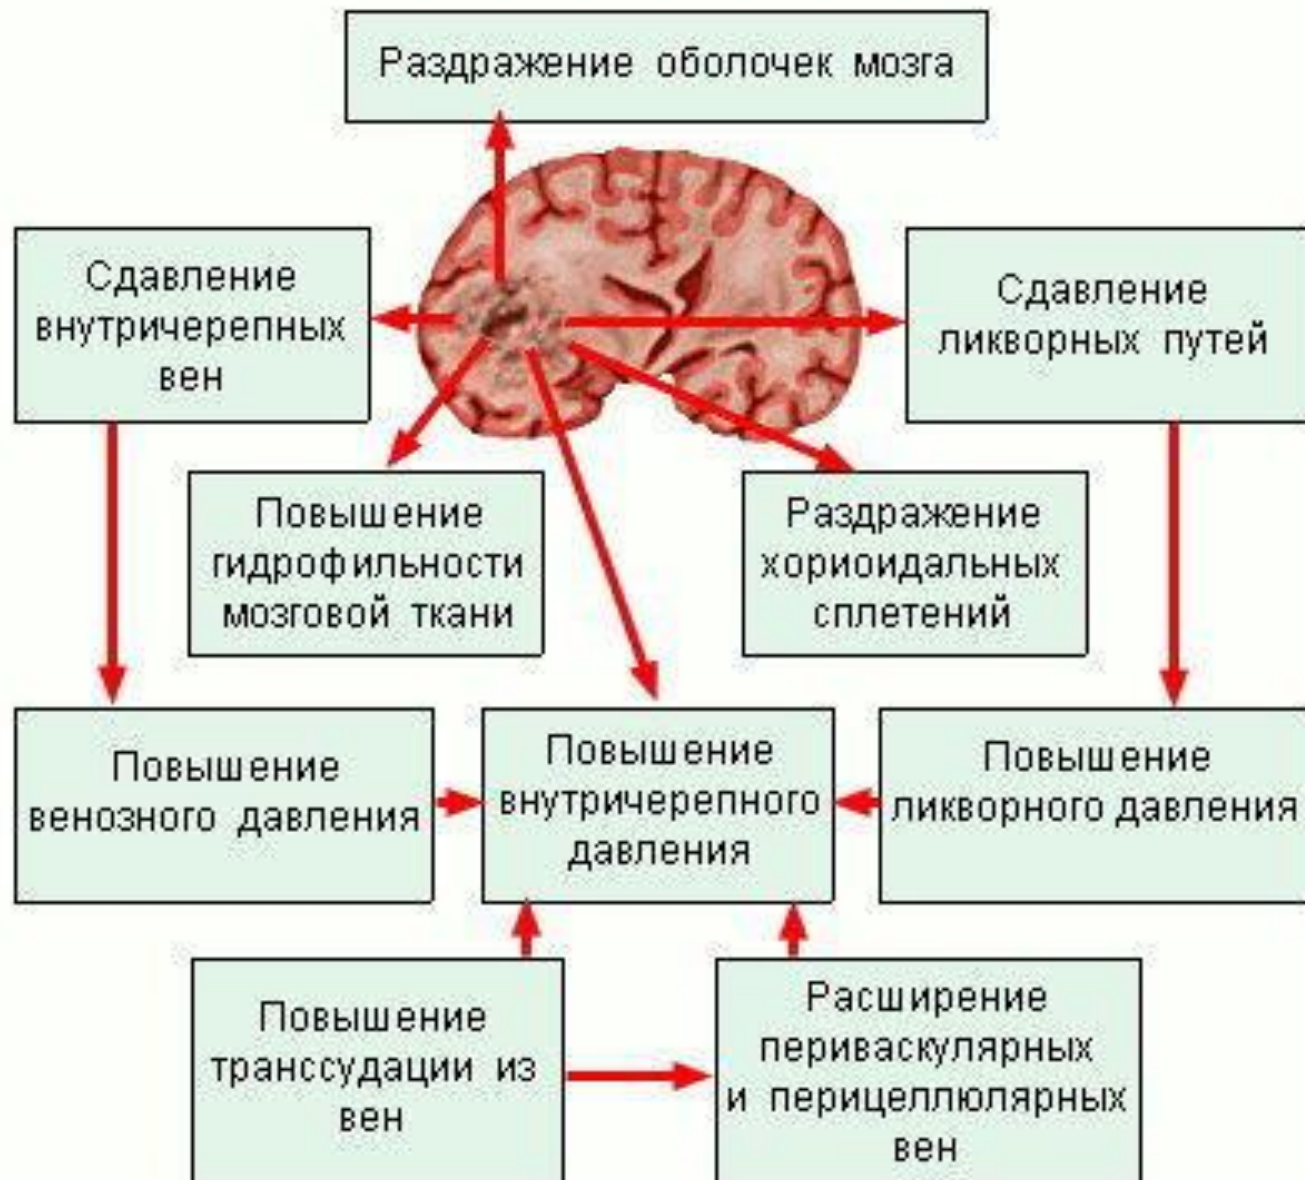 Раздражение оболочек мозга
Сдавление
внутричерепных
вен
Сдавление
ликворных путей
Повышение
гидрофильности
мозговой ткани
Раздражение
хориоидальных
сплетений
Повышение
венозного давления
Повышение
внутричерепного
давления
Повышение
ликворного давления
Повышение
транссудации из
вен
Расширение
периваскулярных
и перицеллюлярных
вен